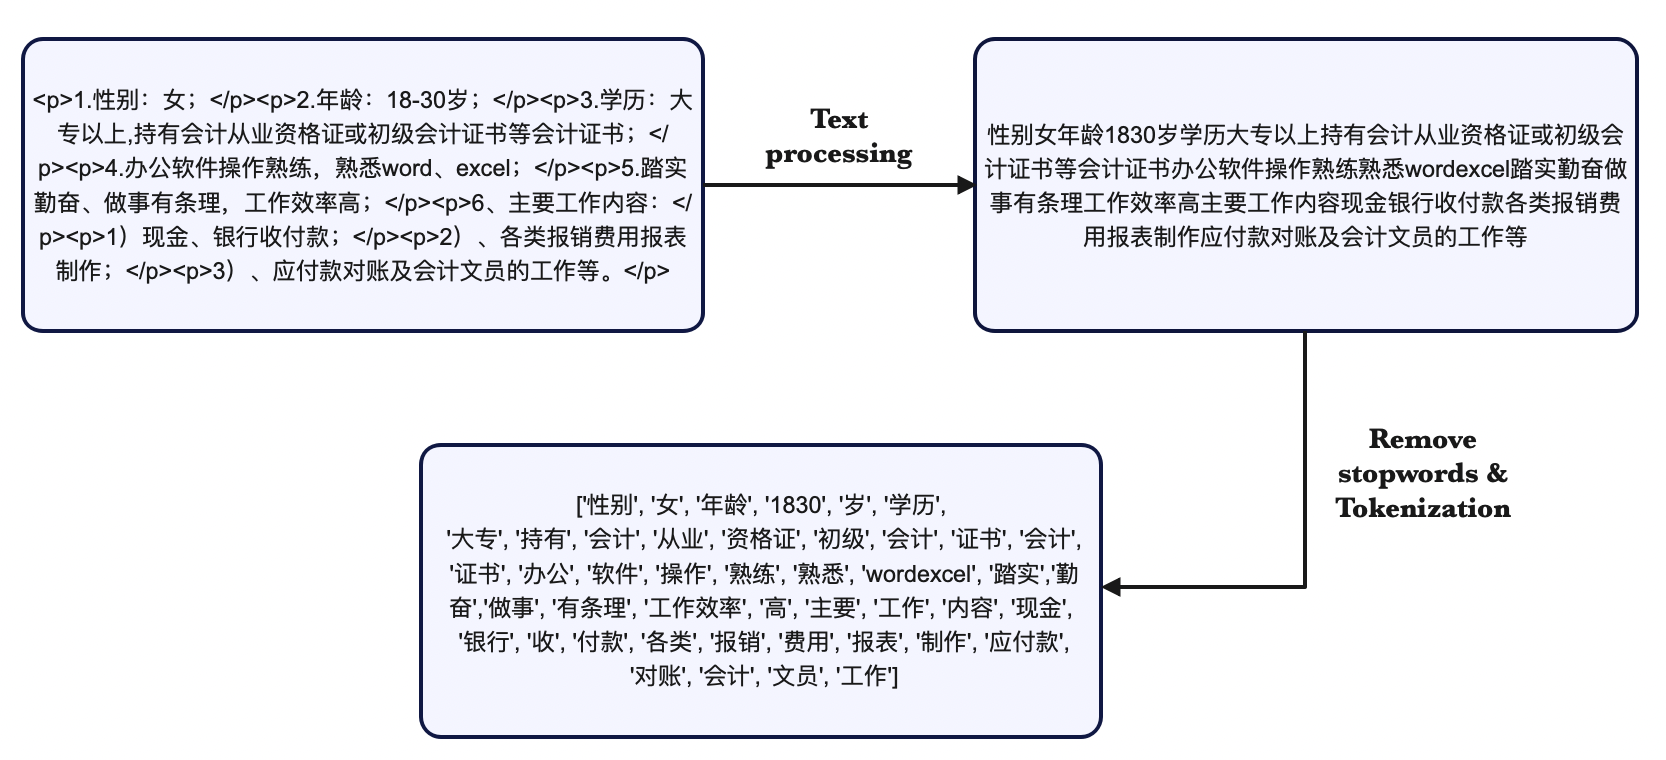 <p>1.性别：女；</p><p>2.年龄：18-30岁；</p><p>3.学历：大
专以上,持有会计从业资格证或初级会计证书等会计证书；</
p><p>4.办公软件操作熟练，熟悉word、excel；</p><p>5.踏实
勤奋、做事有条理，工作效率高；</p><p>6、主要工作内容：</
p><p>1）现金、银行收付款；</p><p>2）、各类报销费用报表
制作；</p><p>3）、应付款对账及会计文员的工作等。</p>
Text
processing
性别女年龄1830岁学历大专以上持有会计从业资格证或初级会
计证书等会计证书办公软件操作熟练熟悉wordexcel踏实勤奋做
事有条理工作效率高主要工作内容现金银行收付款各类报销费
用报表制作应付款对账及会计文员的工作等
Remove
stopwords &
Tokenization
['性别', '女', '年龄', '1830', '岁', '学历',
'大专', '持有', '会计', '从业', '资格证', '初级', '会计', '证书', '会计',
'证书', '办公', '软件', '操作', '熟练', '熟悉', 'wordexcel', '踏实','勤
奋','做事', '有条理', '工作效率', '高', '主要', '工作', '内容', '现金',
'银行', '收', '付款', '各类', '报销', '费用', '报表', '制作', '应付款',
'对账', '会计', '文员', '工作']